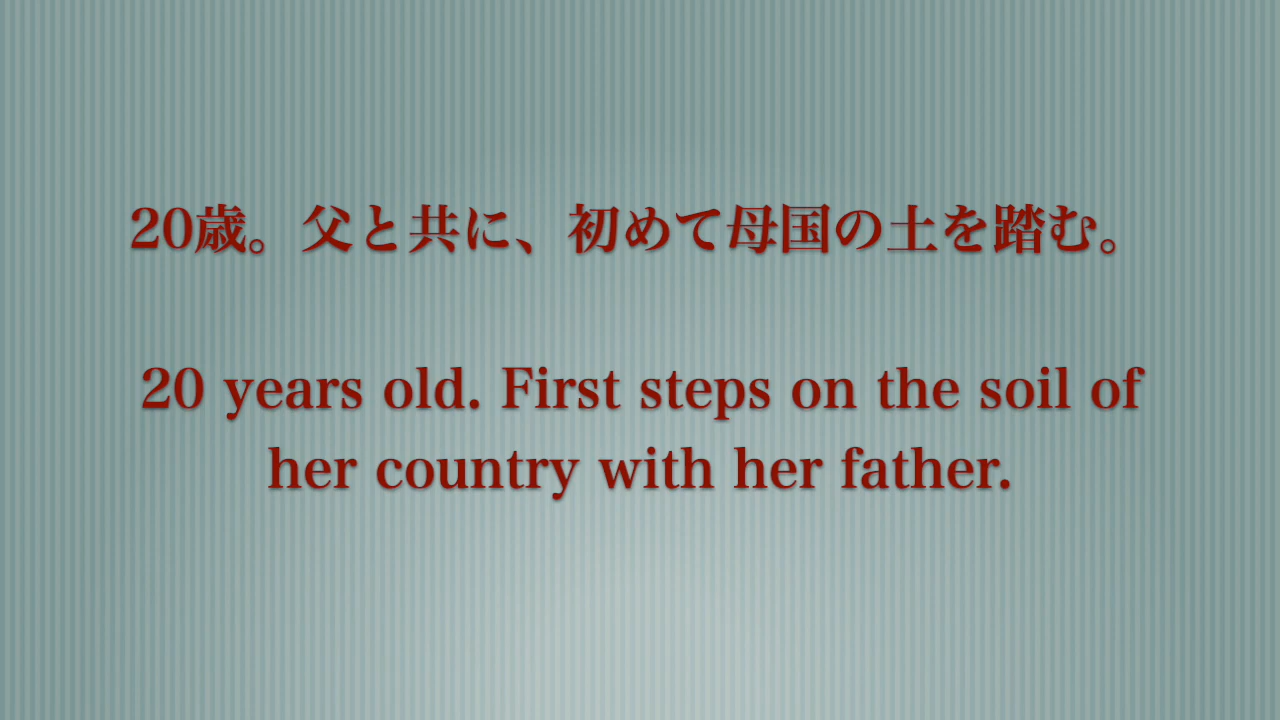 20歳。父と共に、初めて母国の土を踏む。
20 years old. First steps on the soil of
her country with her father.